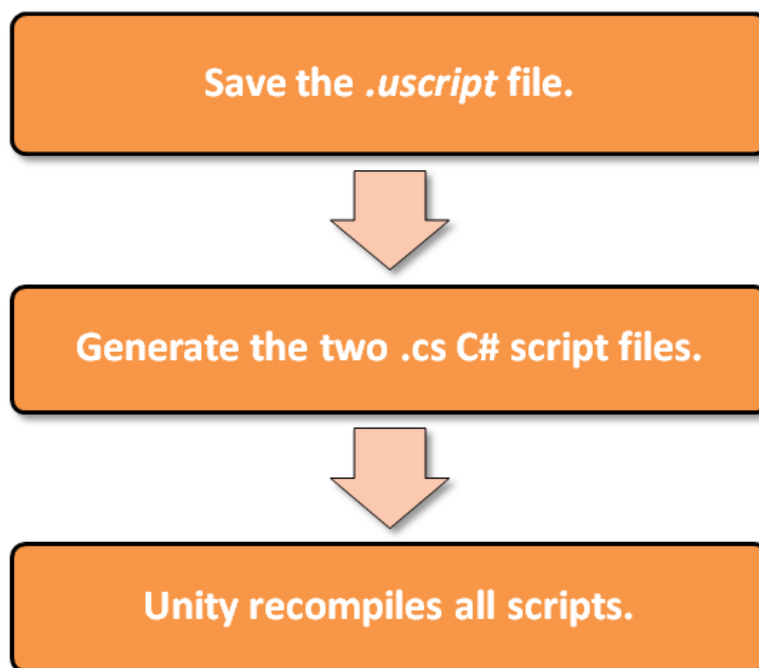 Save the .uscript file.
Generate the two .cs C# script files.
Unity recompiles all scripts.